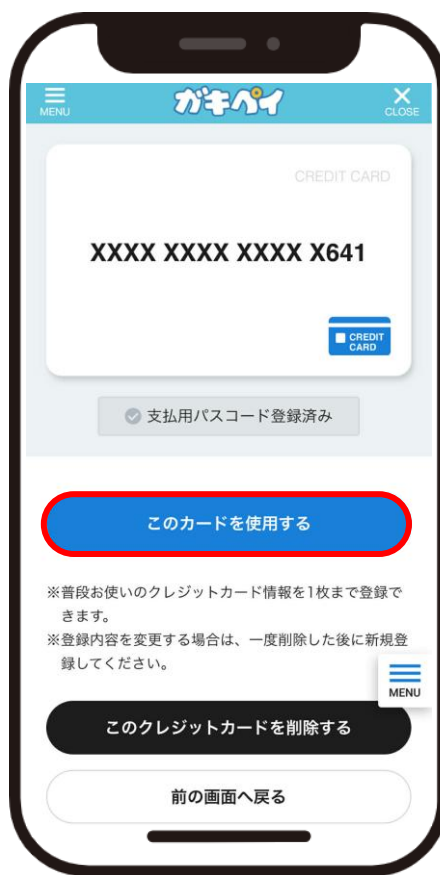 MENU
ガキペイ
CLOSE
CREDIT CARD
XXXX XXXX XXXX X641
CREDIT
CARD
支払用パスコード登録済み
このカードを使用する
※普段お使いのクレジットカード情報を1枚まで登録で
きます。
※登録内容を変更する場合は、一度削除した後に新規登
録してください。
MENU
このクレジットカードを削除する
前の画面へ戻る